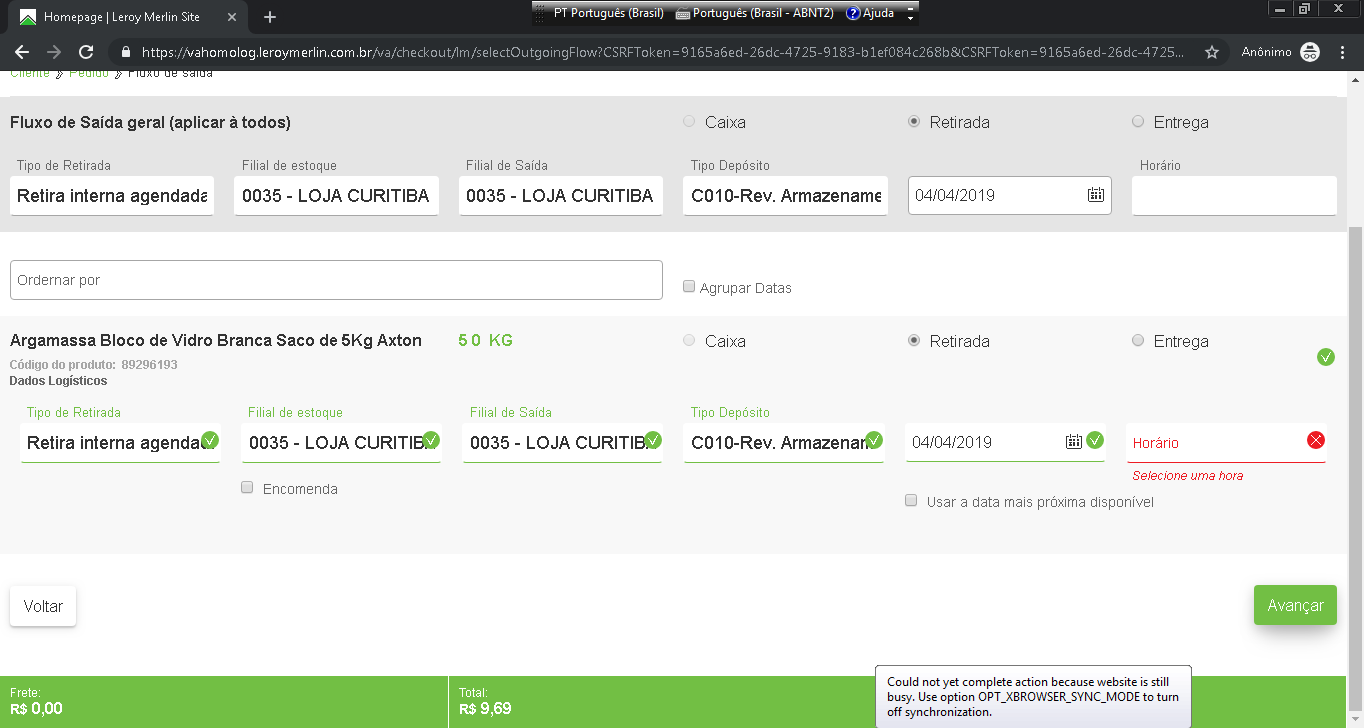 Homepage | Leroy Merlin Site
PT Português (Brasil) Português (Brasil - ABNT2) Ajuda
https://vahomolog.leroymerlin.com.br/va/checkout/lm/selectOutgoingFlow?CSRFToken=9165a6ed-26dc-4725-9183-b1ef084c268b&CSRFToken=9165a6ed-26dc-4725... Anônimo
Cliente Pedido Fluxo de saída
Fluxo de Saída geral (aplicar à todos) Caixa Retirada Entrega
Tipo de Retirada Filial de estoque Filial de Saída Tipo Depósito Horário
Retira interna agendada 0035 - LOJA CURITIBA 0035 - LOJA CURITIBA C010-Rev. Armazename 04/04/2019
Ordernar por
Agrupar Datas
Argamassa Bloco de Vidro Branca Saco de 5Kg Axton 50 KG Caixa Retirada Entrega
Código do produto: 89296193
Dados Logísticos
Tipo de Retirada Filial de estoque Filial de Saída Tipo Depósito
Retira interna agenda 0035 - LOJA CURITIB 0035 - LOJA CURITIB C010-Rev. Armazenar 04/04/2019 Horário
Selecione uma hora
Encomenda
Usar a data mais próxima disponível
Voltar Avançar
Frete: Total:
R$ 0,00 R$ 9,69
Could not yet complete action because website is still
busy. Use option OPT_XBROWSER_SYNC_MODE to turn
off synchronization.